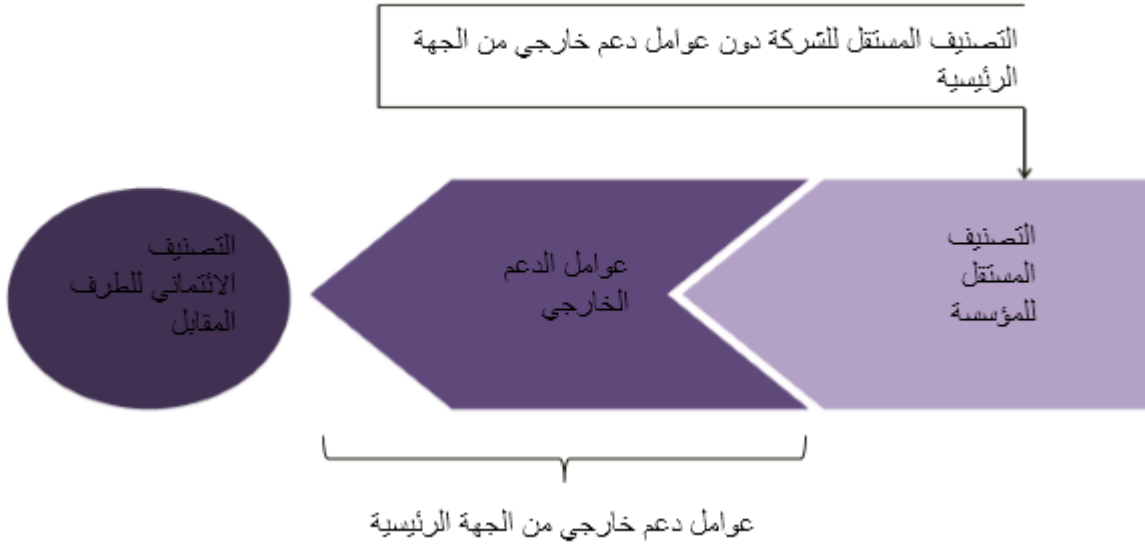 التصنيف المستقل للشركة دون عوامل دعم خارجي من الجهة
الرئيسية
التصنيف
المستقل
للمؤسسة
عوامل الدعم
الخارجي
التصنيف
الائتماني للطرف
المقابل
عوامل دعم خارجي من الجهة الرئيسية